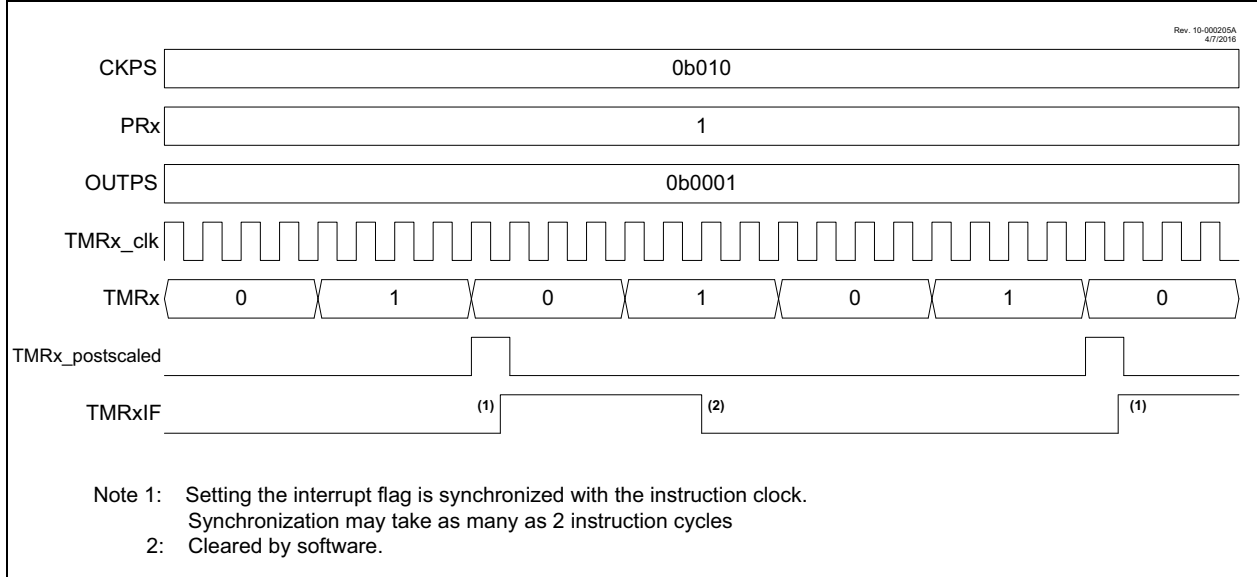 Rev. 10-000205A
4/7/2016
CKPS 0b010
PRx 1
OUTPS 0b0001
TMRx_clk
TMRx 0 1 0 1 0 1 0
TMRx_postscaled
TMRxIF (1) (2) (1)
Note 1: Setting the interrupt flag is synchronized with the instruction clock.
Synchronization may take as many as 2 instruction cycles
2: Cleared by software.